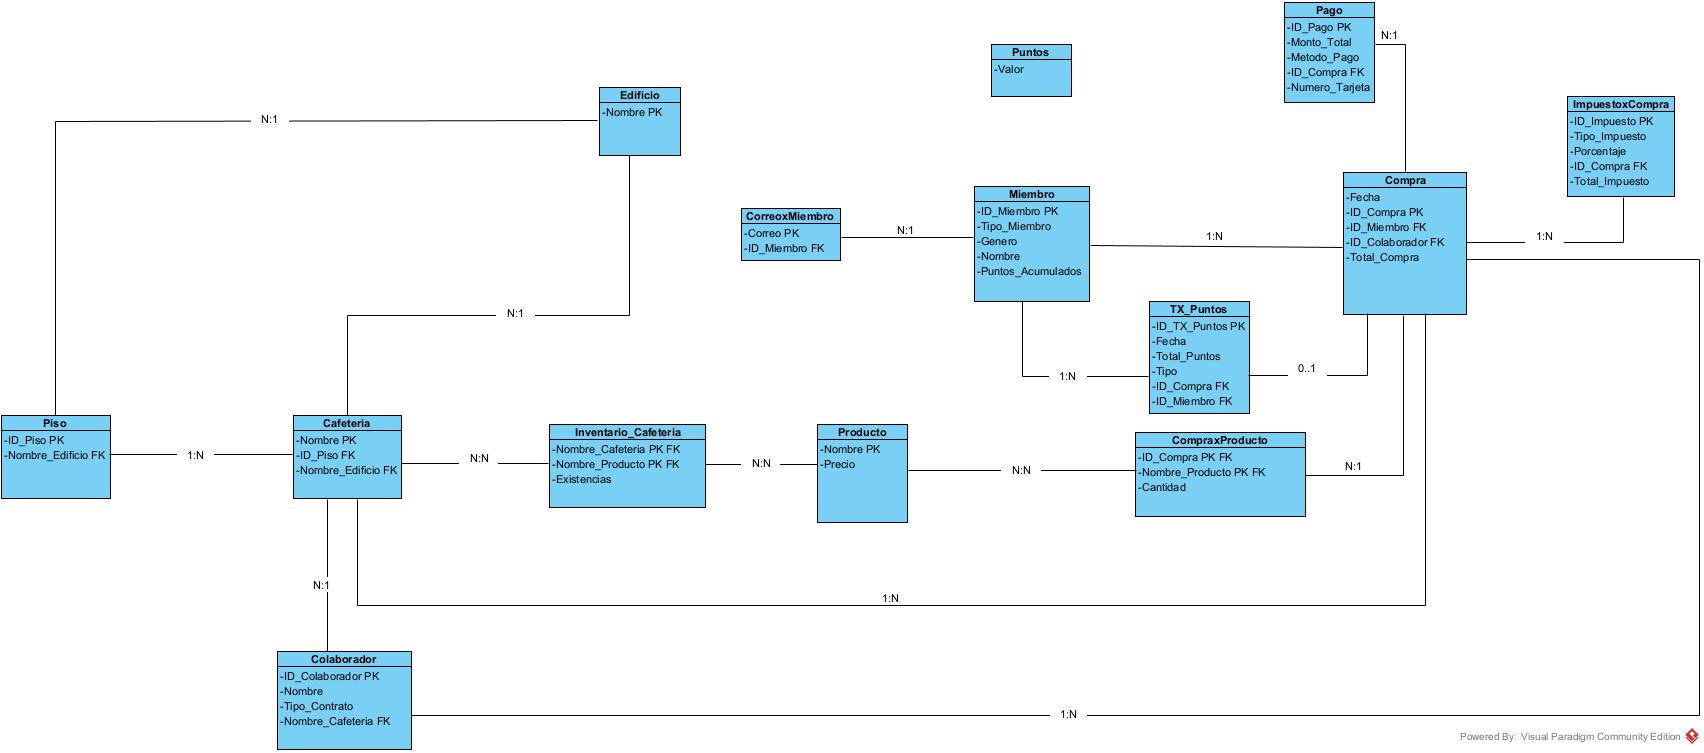 Pago
-ID_Pago PK
-Monto_Total
-Metodo_Pago
-ID_Compra FK
-Numero_Tarjeta
N:1
Puntos
-Valor
Edificio
-Nombre PK
N:1
ImpuestoxCompra
-ID_Impuesto PK
-Tipo_Impuesto
-Porcentaje
-ID_Compra FK
-Total_Impuesto
Compra
-Fecha
-ID_Compra PK
-ID_Miembro FK
-ID_Colaborador FK
-Total_Compra
Miembro
-ID_Miembro PK
-Tipo_Miembro
-Genero
-Nombre
-Puntos_Acumulados
CorreoxMiembro
-Correo PK
-ID_Miembro FK
N:1
1:N
1:N
TX_Puntos
-ID_TX_Puntos PK
-Fecha
-Total_Puntos
-Tipo
-ID_Compra FK
-ID_Miembro FK
N:1
1:N
0..1
Piso
-ID_Piso PK
-Nombre_Edificio FK
1:N
Cafeteria
-Nombre PK
-ID_Piso FK
-Nombre_Edificio FK
N:N
Inventario_Cafeteria
-Nombre_Cafeteria PK FK
-Nombre_Producto PK FK
-Existencias
N:N
Producto
-Nombre PK
-Precio
N:N
CompraxProducto
-ID_Compra PK FK
-Nombre_Producto PK FK
-Cantidad
N:1
N:1
1:N
Colaborador
-ID_Colaborador PK
-Nombre
-Tipo_Contrato
-Nombre_Cafeteria FK
1:N
Powered By Visual Paradigm Community Edition